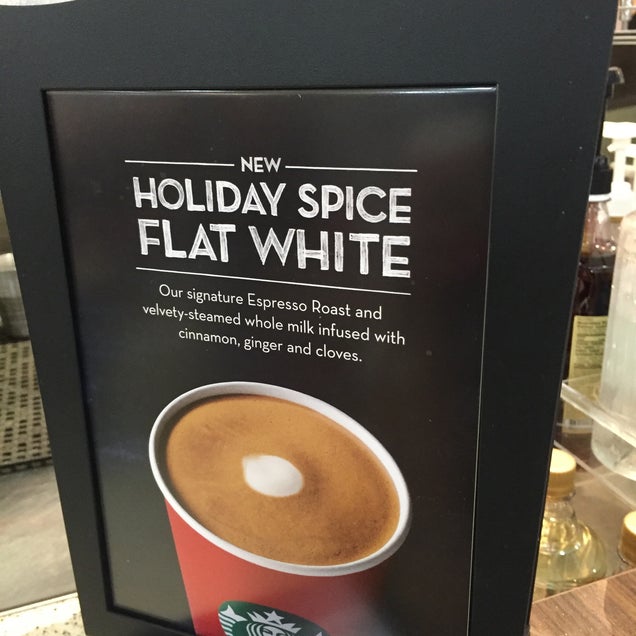 NEW
HOLIDAY SPICE
FLAT WHITE
Our signature Espresso Roast and
velvety-steamed whole milk infused with
cinnamon, ginger and cloves.